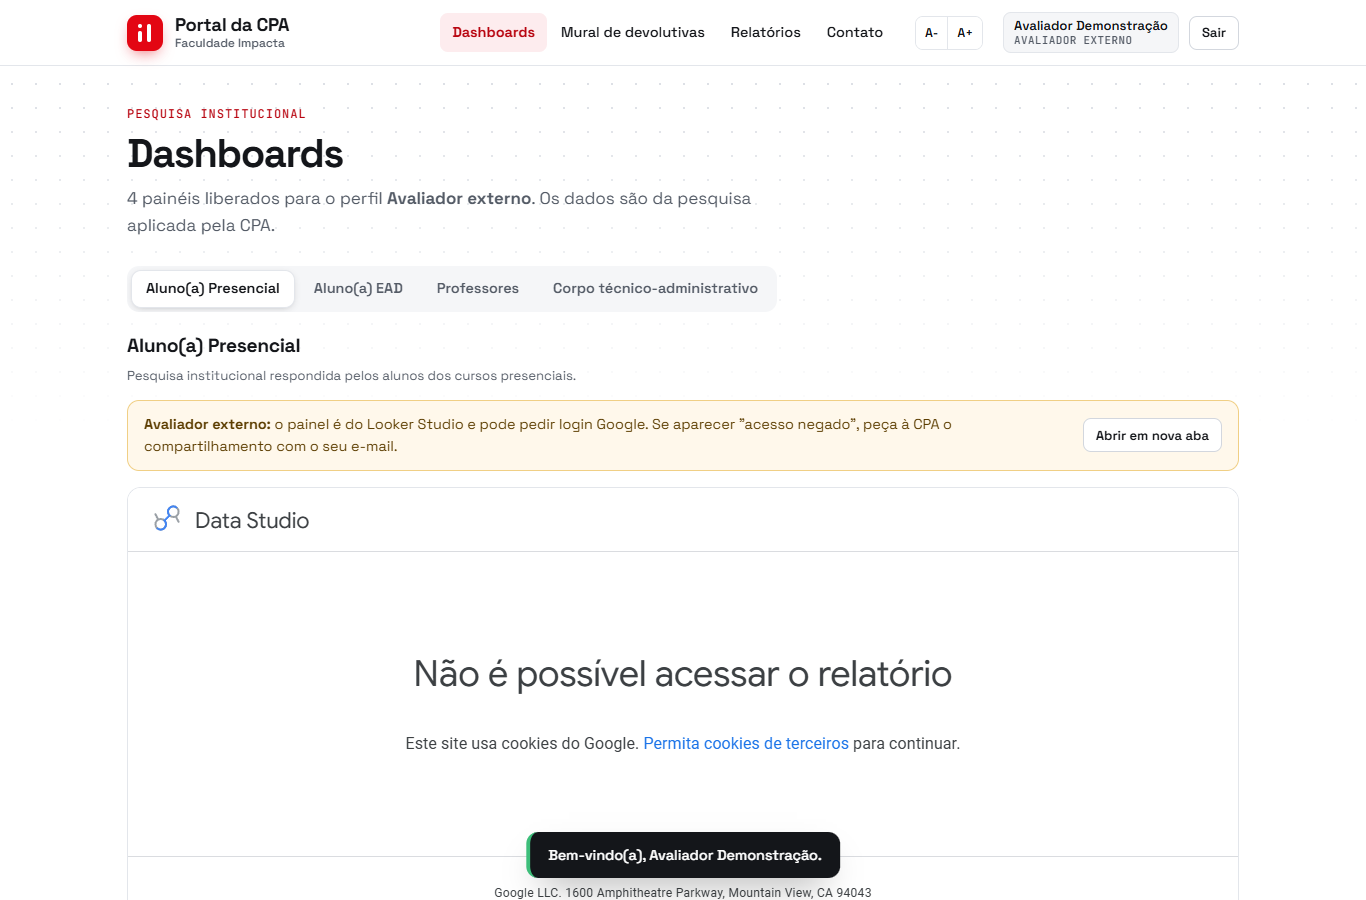 Portal da CPA
Faculdade Impacta
Dashboards
Mural de devolutivas
Relatórios
Contato
A-
A+
Avaliador Demonstração
AVALIADOR EXTERNO
Sair
PESQUISA INSTITUCIONAL
Dashboards
4 painéis liberados para o perfil Avaliador externo. Os dados são da pesquisa
aplicada pela CPA.
Aluno(a) Presencial
Aluno(a) EAD
Professores
Corpo técnico-administrativo
Aluno(a) Presencial
Pesquisa institucional respondida pelos alunos dos cursos presenciais.
Avaliador externo: o painel é do Looker Studio e pode pedir login Google. Se aparecer "acesso negado", peça à CPA o
compartilhamento com o seu e-mail.
Abrir em nova aba
Data Studio
Não é possível acessar o relatório
Este site usa cookies do Google. Permita cookies de terceiros para continuar.
Bem-vindo(a), Avaliador Demonstração.
Google LLC. 1600 Amphitheatre Parkway, Mountain View, CA 94043